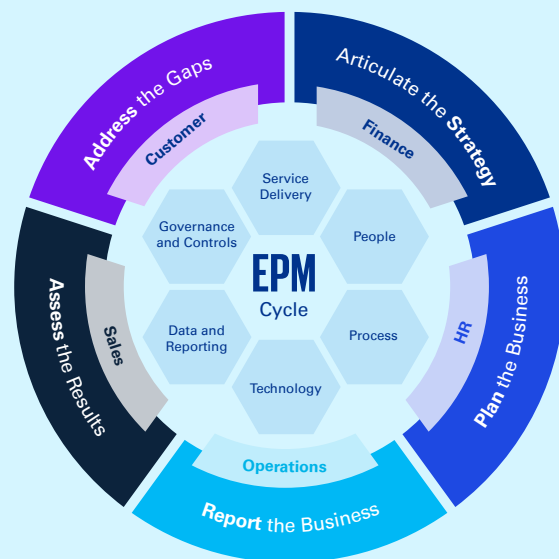 Address the Gaps
Articulate the Strategy
Customer
Finance
Service
Delivery
Governance
and Controls
People
EPM
Cycle
Assess the Results
Sales
HR
Plan the Business
Data and
Reporting
Process
Technology
Operations
Report the Business